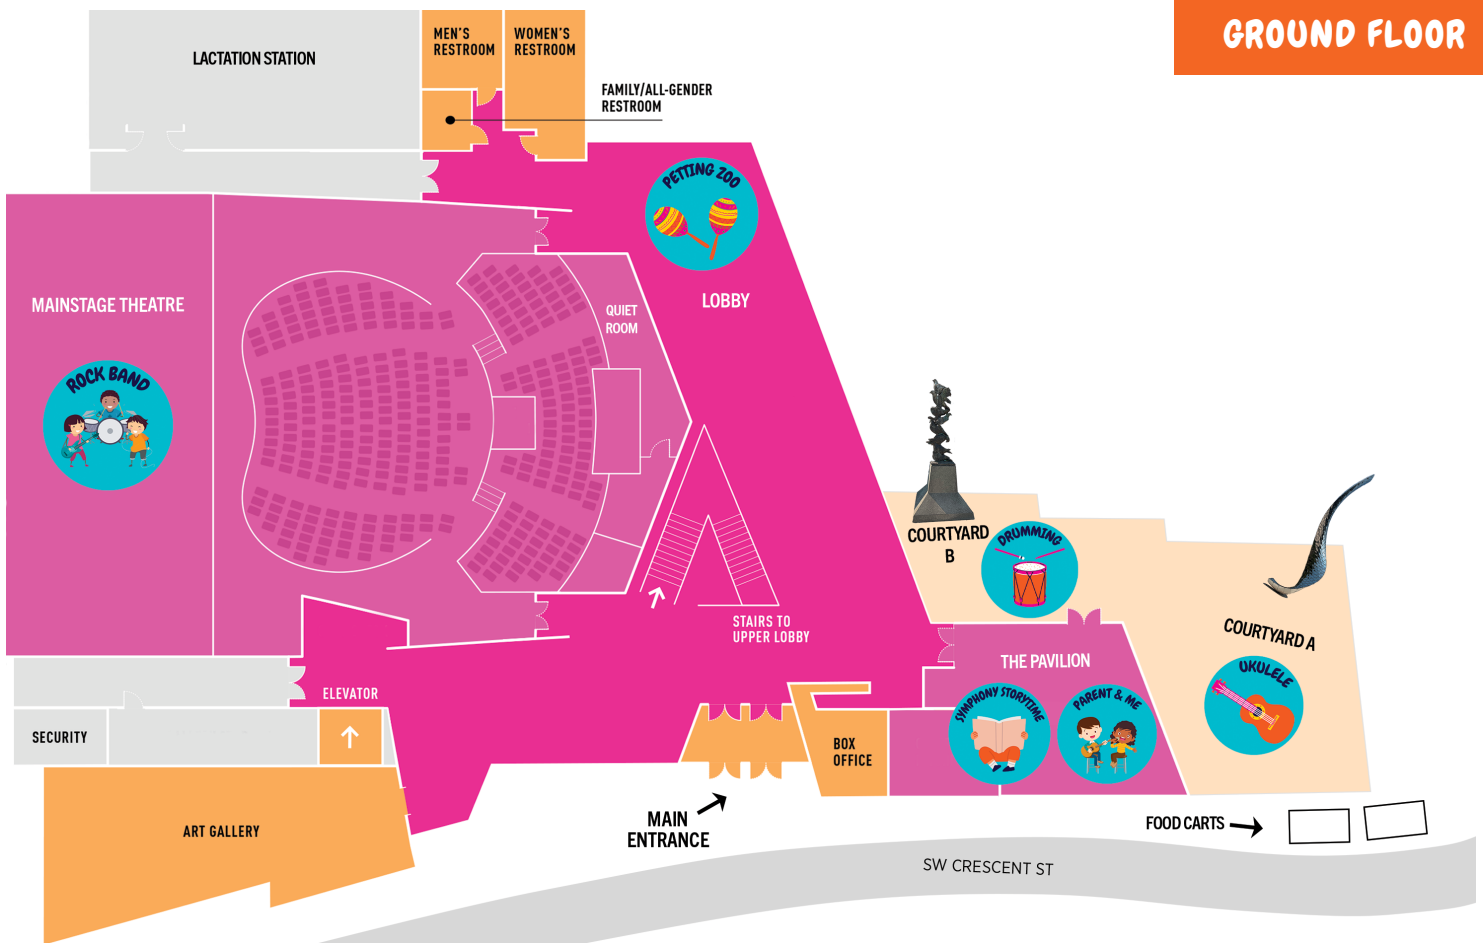 GROUND FLOOR
LACTATION STATION
MEN'S
RESTROOM
WOMEN'S
RESTROOM
FAMILY/ALL-GENDER
RESTROOM
PETTING ZOO
LOBBY
MAINSTAGE THEATRE
ROCK BAND
QUIET
ROOM
COURTYARD
B
DRUMMING
COURTYARD A
UKULELE
STAIRS TO
UPPER LOBBY
THE PAVILION
SYMPHONY STORYTIME
PARENT & ME
ELEVATOR
SECURITY
BOX
OFFICE
ART GALLERY
MAIN
ENTRANCE
FOOD CARTS
SW CRESCENT ST